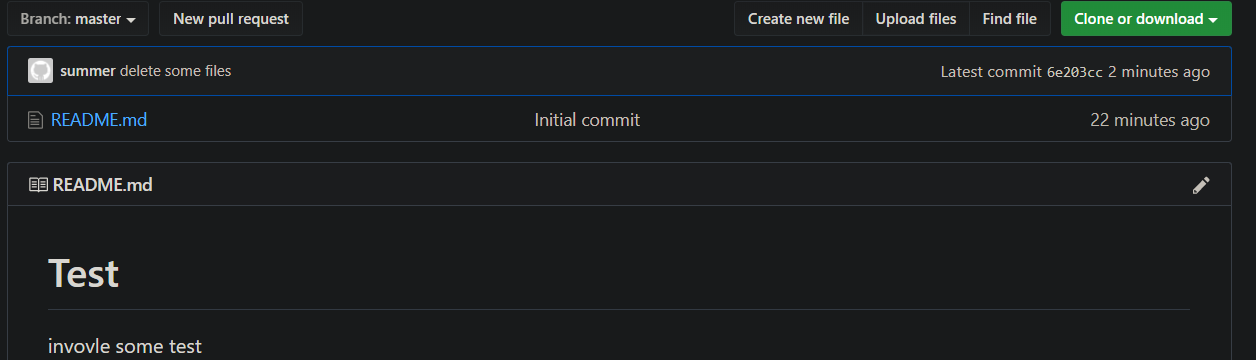 Branch: master New pull request Create new file Upload files Find file Clone or download
summer delete some files Latest commit 6e203cc 2 minutes ago
README.md Initial commit 22 minutes ago
README.md
Test
invovle some test